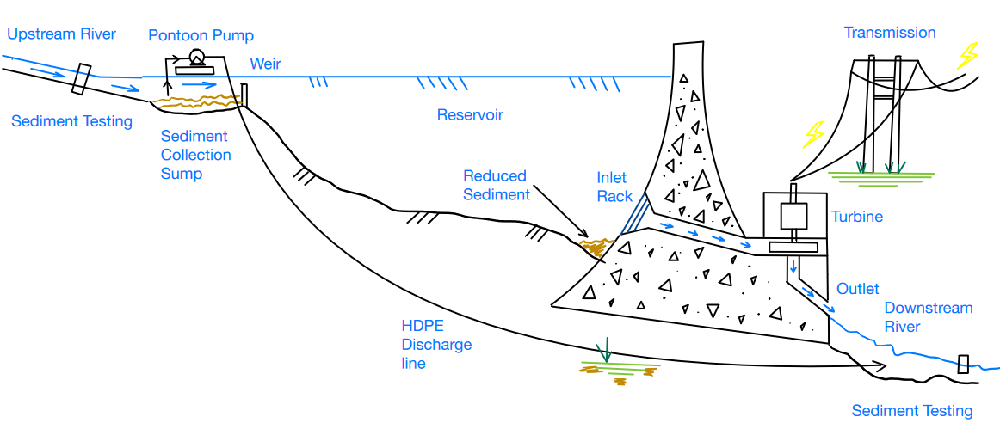 Upstream River
Pontoon Pump
Weir
Transmission
Sediment Testing
Reservoir
Sediment
Collection
Sump
Reduced
Sediment
Inlet
Rack
Turbine
Outlet
Downstream
River
HDPE
Discharge
line
Sediment Testing